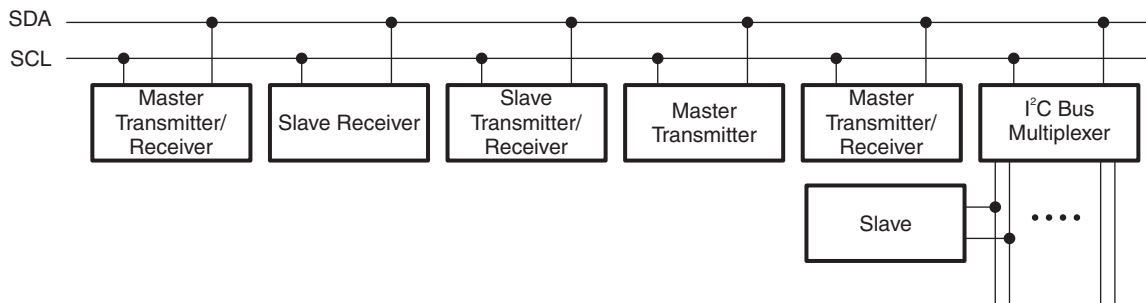 SDA
SCL
Master
Transmitter/
Receiver
Slave Receiver
Slave
Transmitter/
Receiver
Master
Transmitter
Master
Transmitter/
Receiver
I²C Bus
Multiplexer
Slave